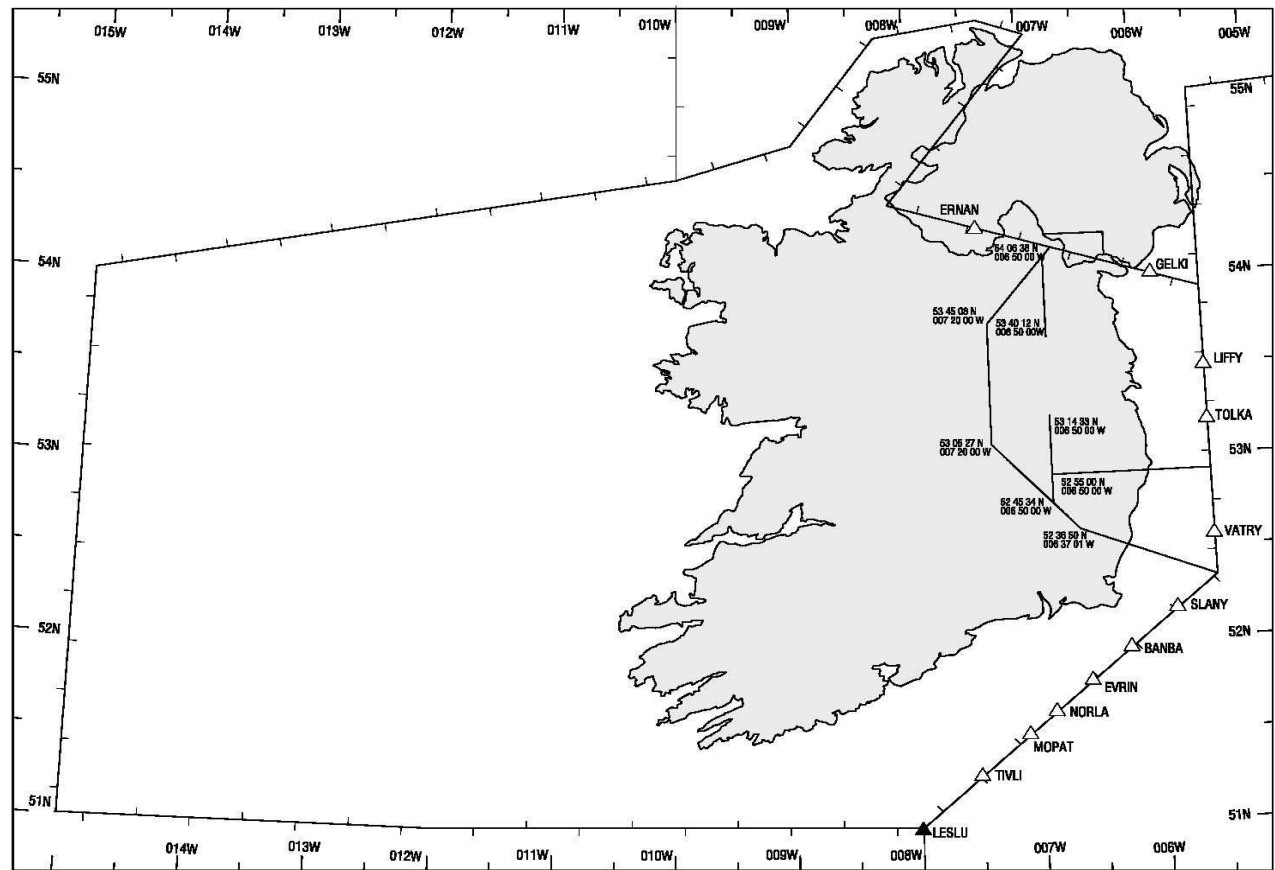 015W
014W
013W
012W
011W
010W
009W
008W
007W
006W
005W
55N
55N
ERNAN
54 06 38 N
006 50 00 W
54N
GELKI
54N
53 45 08 N
007 20 00 W
53 40 12 N
006 50 00W
LIFFY
TOLKA
53 14 33 N
006 50 00 W
53N
53 06 27 N
007 20 00 W
53N
52 55 00 N
006 50 00 W
52 45 34 N
006 50 00 W
VATRY
52 36 50 N
006 37 01 W
SLANY
52N
52N
BANBA
EVRIN
NORLA
MOPAT
TIVLI
51N
51N
LESLU
014W
013W
012W
011W
010W
009W
008W
007W
006W